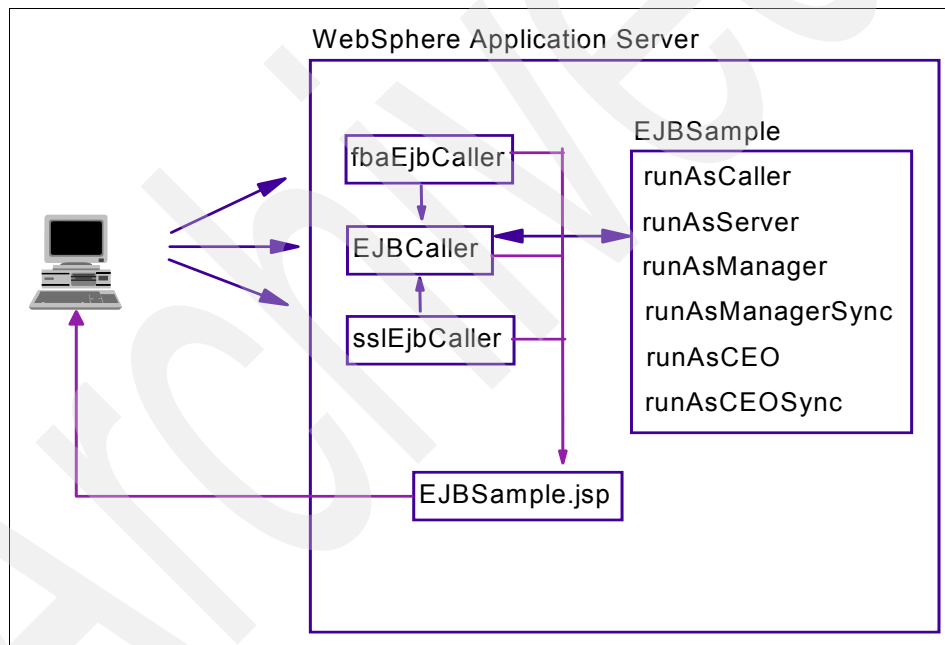 WebSphere Application Server
EJBSample
fbaEjbCaller
runAsCaller
runAsServer
EJBCaller
runAsManager
runAsManagerSync
sslEjbCaller
runAsCEO
runAsCEOSync
EJBSample.jsp